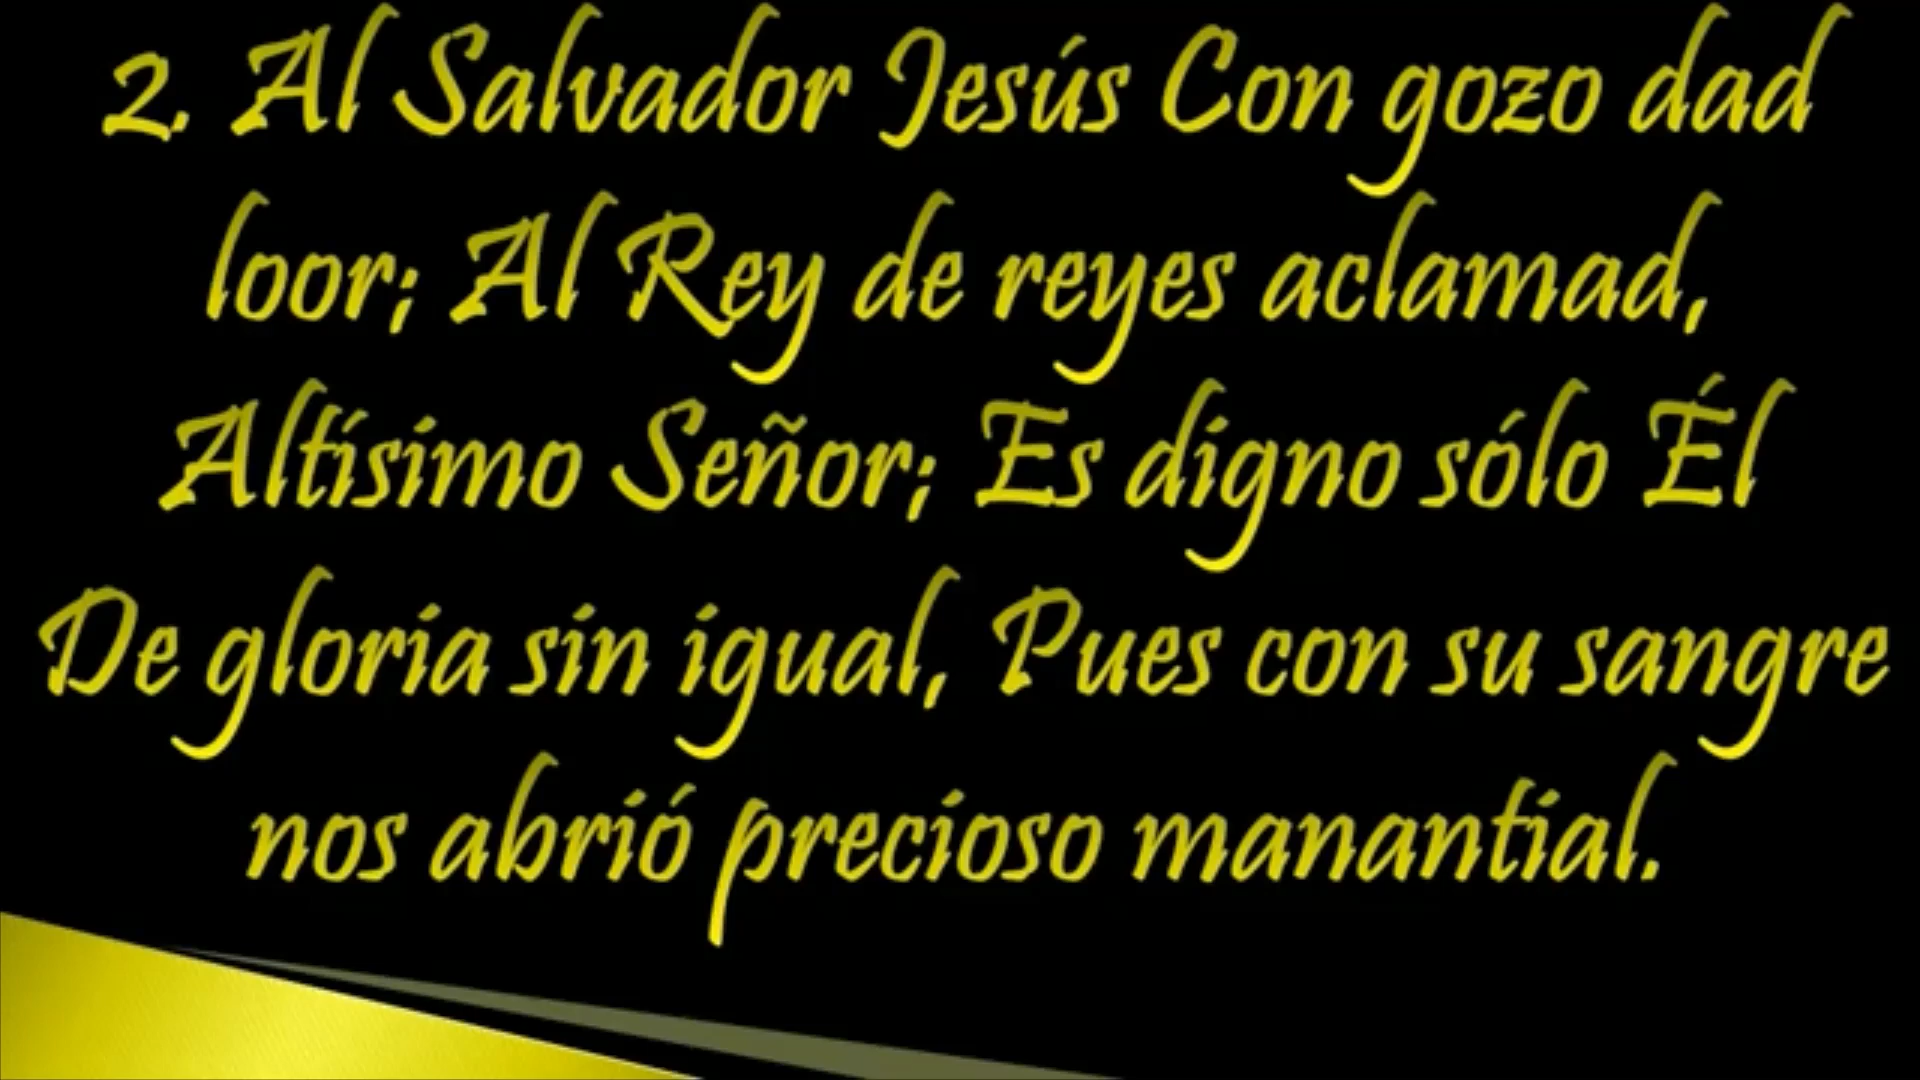 2. Al Salvador Jesús Con gozo dad
loor; Al Rey de reyes aclamad,
Altísimo Señor; Es digno sólo Él
De gloria sin igual, Pues con su sangre
nos abrió precioso manantial.